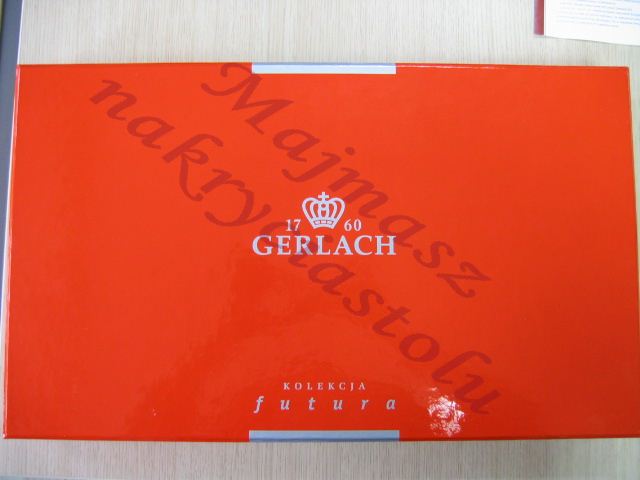 Majmasz
nakryciastolu
17 60
GERLACH
KOLEKCJA
futura